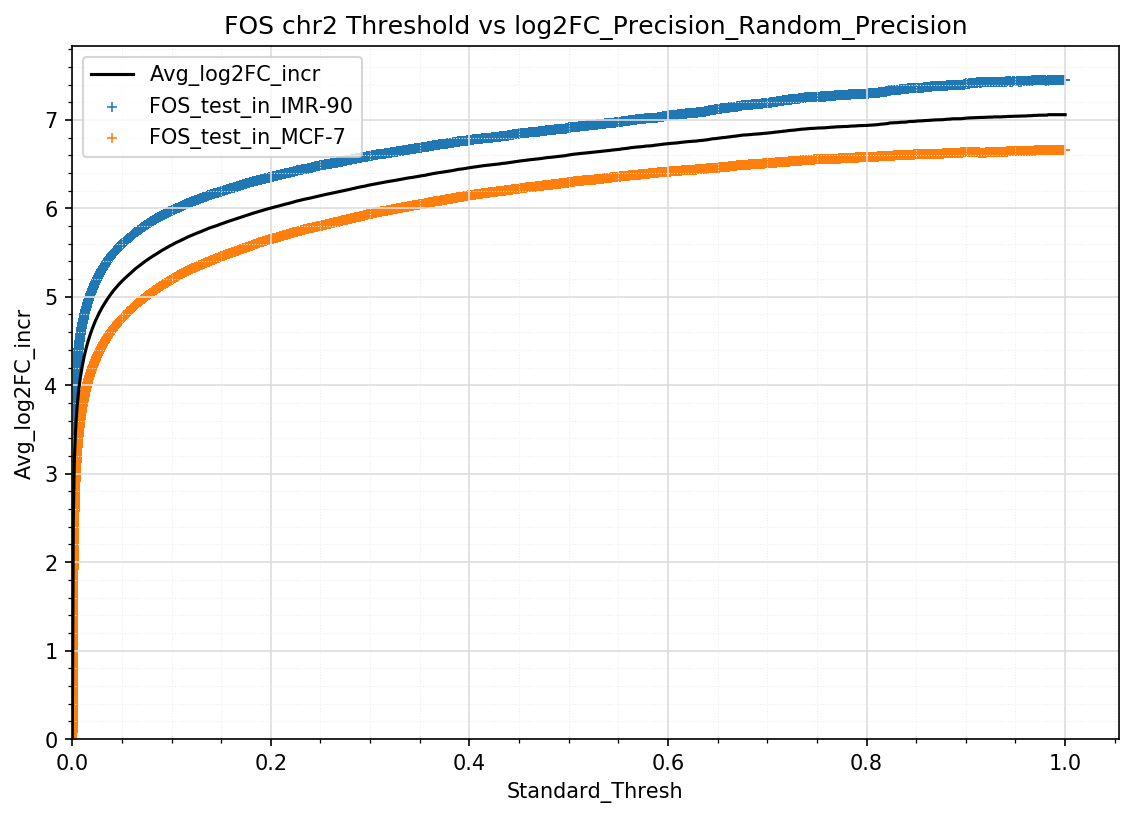 FOS chr2 Threshold vs log2FC_Precision_Random_Precision
Avg_log2FC_incr
FOS_test_in_IMR-90
FOS_test_in_MCF-7
Avg_log2FC_incr
7
6
5
4
3
2
1
0
0.0 0.2 0.4 0.6 0.8 1.0
Standard_Thresh